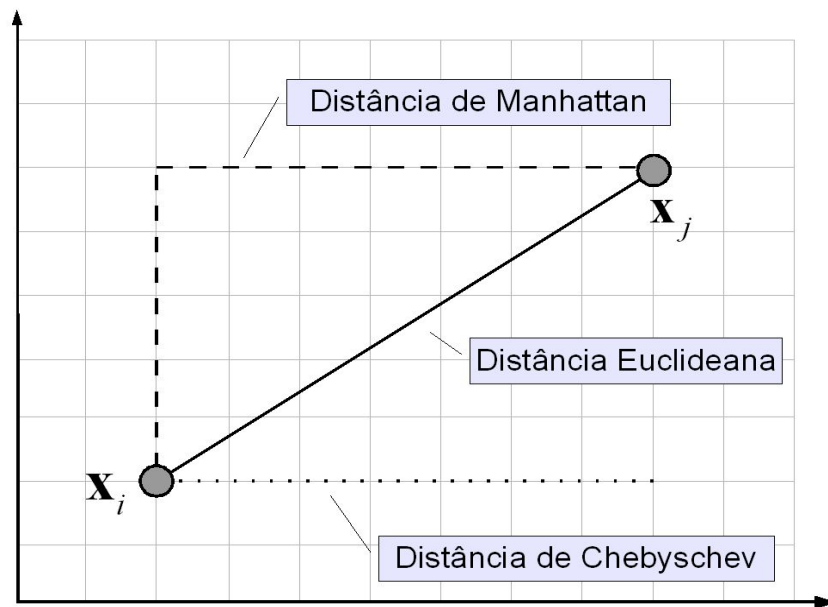 Distância de Manhattan
x j
Distância Euclideana
x i
Distância de Chebyschev